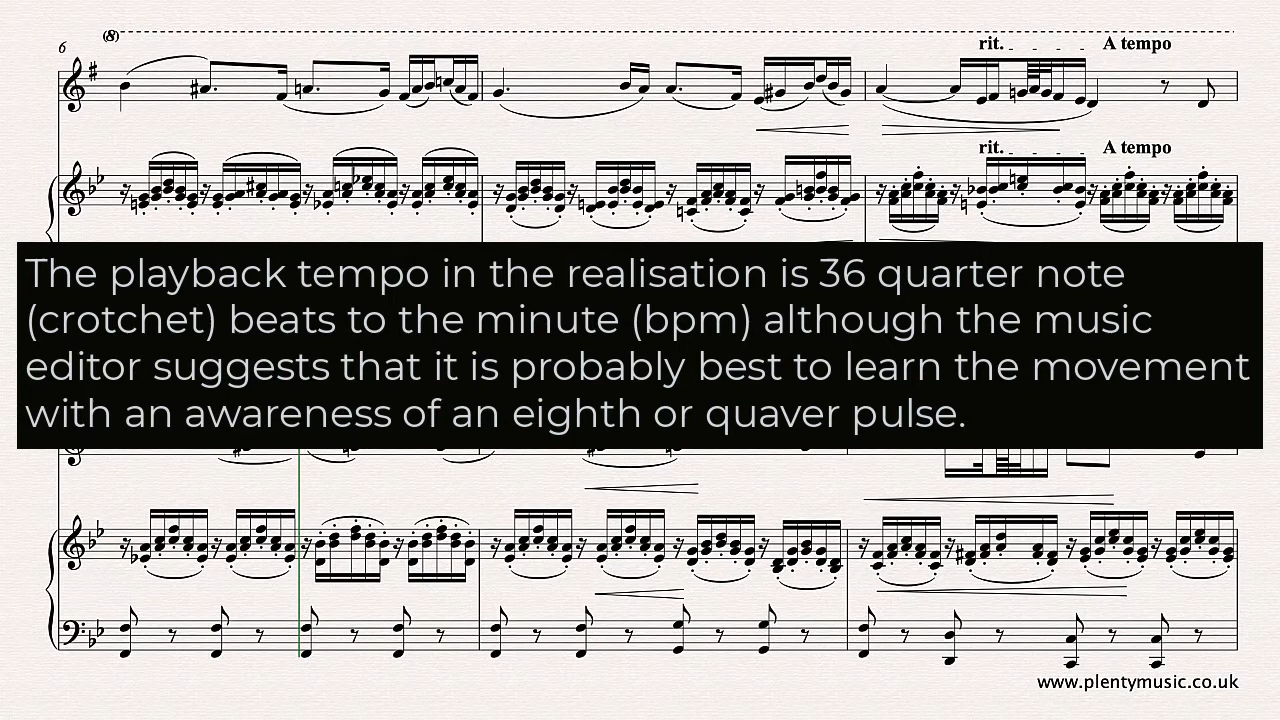 (8)
6
rit.
A tempo
rit.
A tempo
The playback tempo in the realisation is 36 quarter note
(crotchet) beats to the minute (bpm) although the music
editor suggests that it is probably best to learn the movement
with an awareness of an eighth or quaver pulse.
www.plentymusic.co.uk